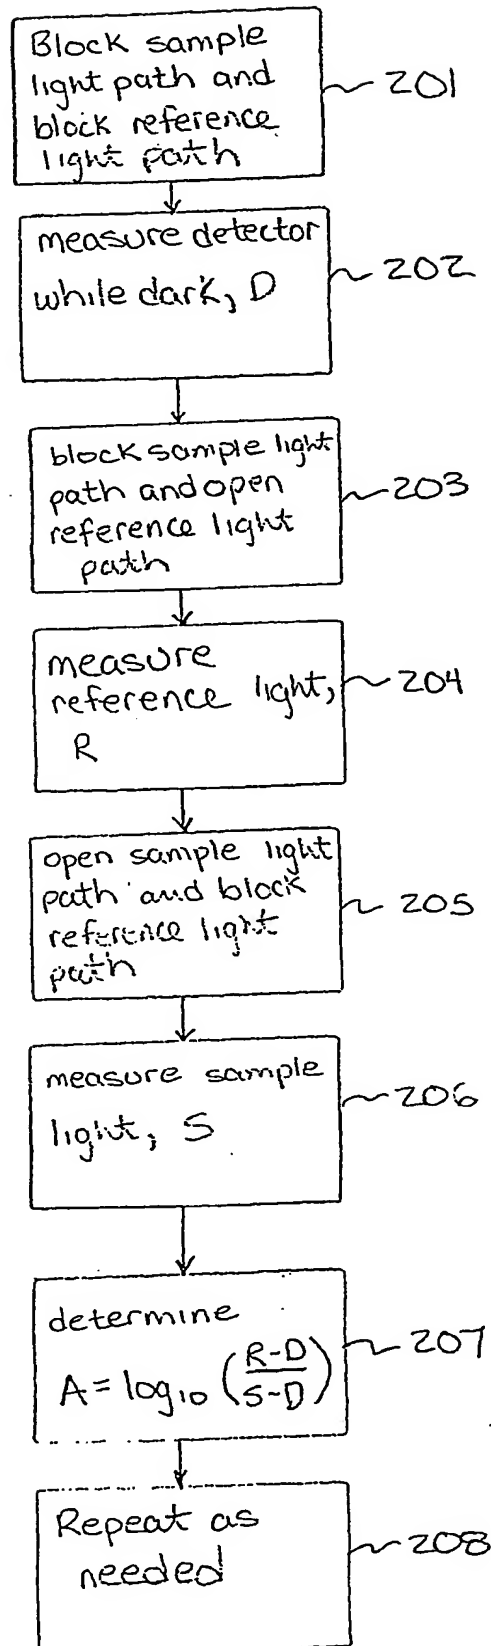 Block sample
light path and
block reference
light path
201
measure detector
while dark, D
202
block sample light
path and open
reference light
path
203
measure
reference light,
R
204
open sample light
path and block
reference light
path
205
measure sample
light, S
206
determine
A = log10 (R-D/S-D)
207
Repeat as
needed
208